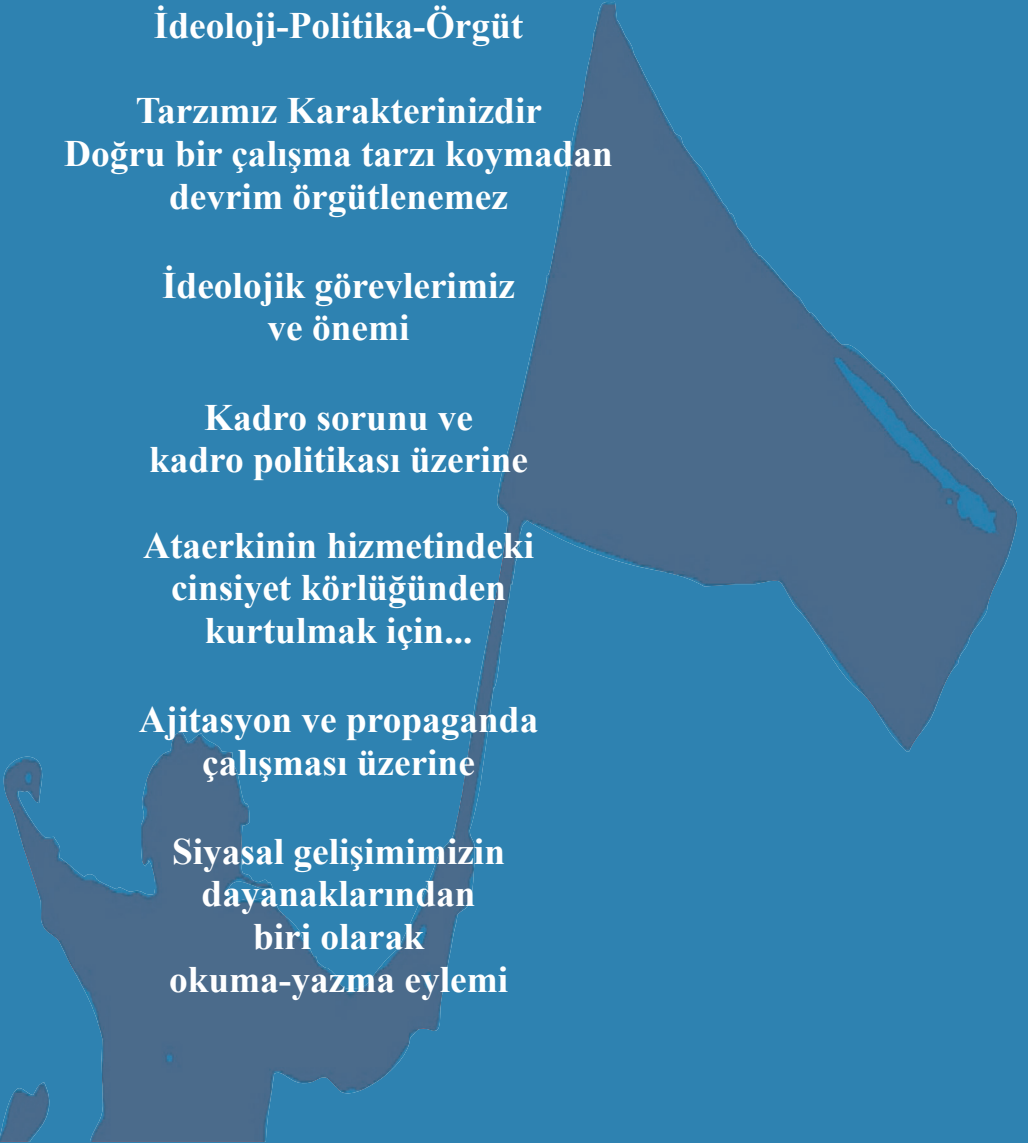 İdeoloji-Politika-Örgüt
Tarzımız Karakterinizdir
Doğru bir çalışma tarzı koymadan
devrim örgütlenemez
İdeolojik görevlerimiz
ve önemi
Kadro sorunu ve
kadro politikası üzerine
Ataerkinin hizmetindeki
cinsiyet körlüğünden
kurtulmak için...
Ajitasyon ve propaganda
çalışması üzerine
Siyasal gelişimimizin
dayanaklarından
biri olarak
okuma-yazma eylemi